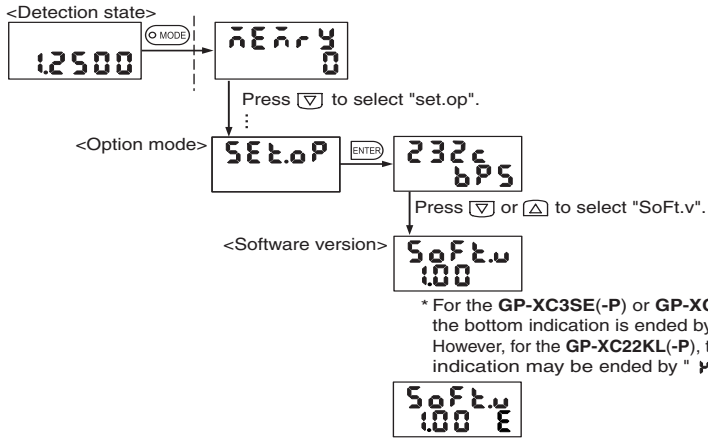 <Detection state>
MODE
1.2500
MEMrY
0
Press to select "set.op".
<Option mode>
SEt.oP
ENTER
232c
bPS
Press or to select "SoFt.v".
<Software version>
SoFt.v
1.00
* For the GP-XC3SE(-P) or GP-XC
the bottom indication is ended by
However, for the GP-XC22KL(-P), t
indication may be ended by "
SoFt.v
1.00 E